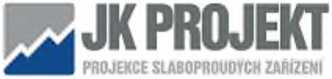 JK PROJEKT
PROJEKCE SLABOPROUDÝCH ZAŘÍZENÍ